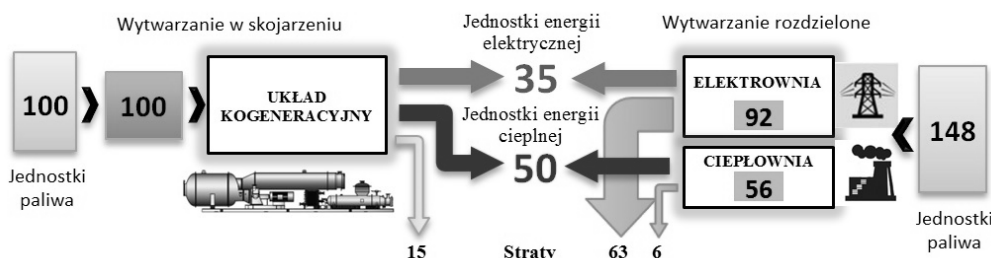 Wytwarzanie w skojarzeniu
Jednostki energii
elektrycznej
Wytwarzanie rozdzielone
100
100
UKŁAD
KOGENERACYJNY
35
ELEKTROWNIA
92
148
Jednostki energii
cieplnej
50
CIEPŁOWNIA
56
Jednostki
paliwa
Jednostki
paliwa
15
Straty
63
6